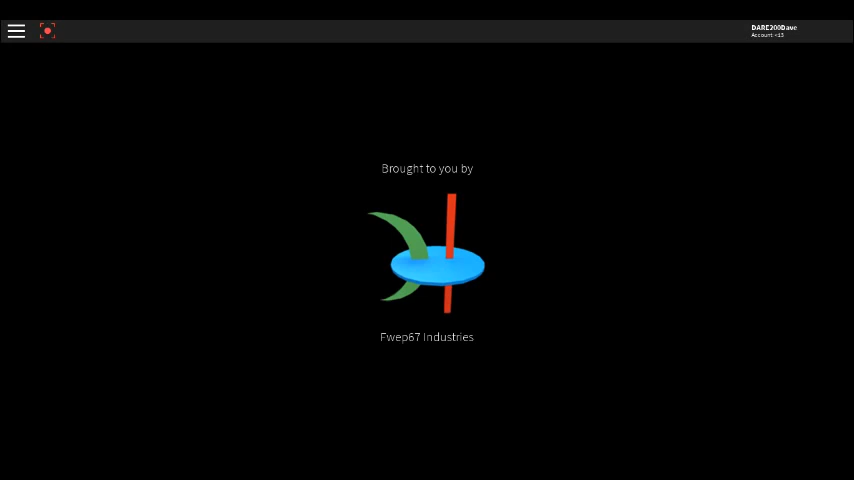 DARE200Dave
Account: <13
Brought to you by
Fwep67 Industries